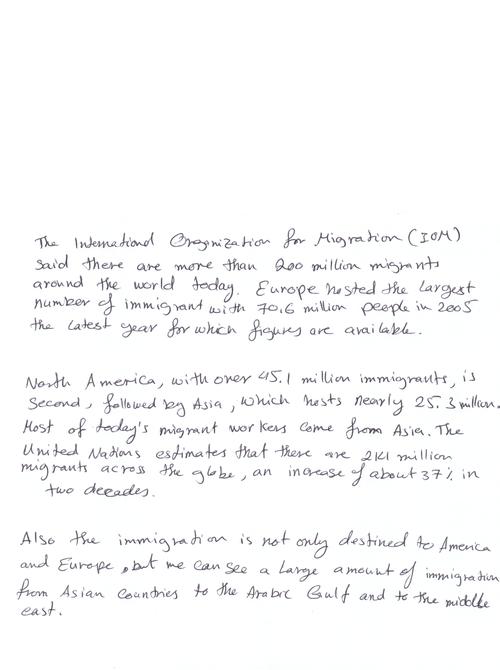 The International Organization for Migration (IOM)
said there are more than 200 million migrants
around the world today. Europe hosted the largest
number of immigrant with 70.6 million people in 2005
the latest year for which figures are available.
North America, with over 45.1 million immigrants, is
second, followed by Asia, which hosts nearly 25.3 million.
Most of today's migrant workers come from Asia. The
United Nations estimates that there are million
migrants across the globe, an increase of about 37% in
two decades.
Also the immigration is not only destined to America
and Europe, but we can see a large amount of immigration
from Asian countries to the Arabic Gulf and to the middle
east.